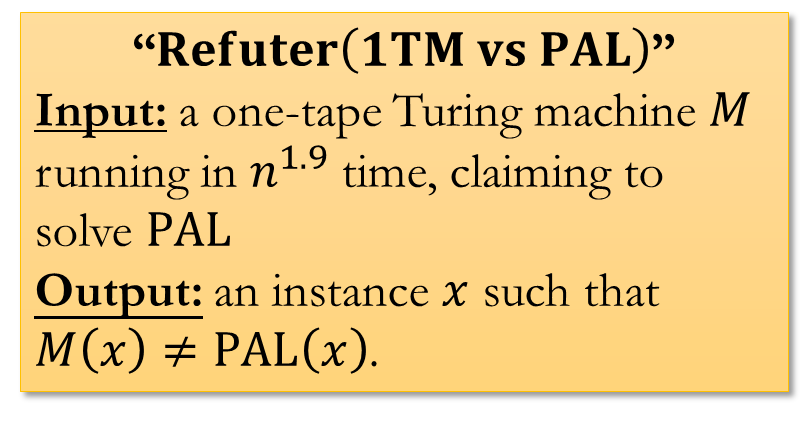 “Refuter(1TM vs PAL)”
Input: a one-tape Turing machine 𝑀
running in 𝑛^1.9 time, claiming to
solve PAL
Output: an instance 𝑥 such that
𝑀(𝑥) ≠ PAL(𝑥).